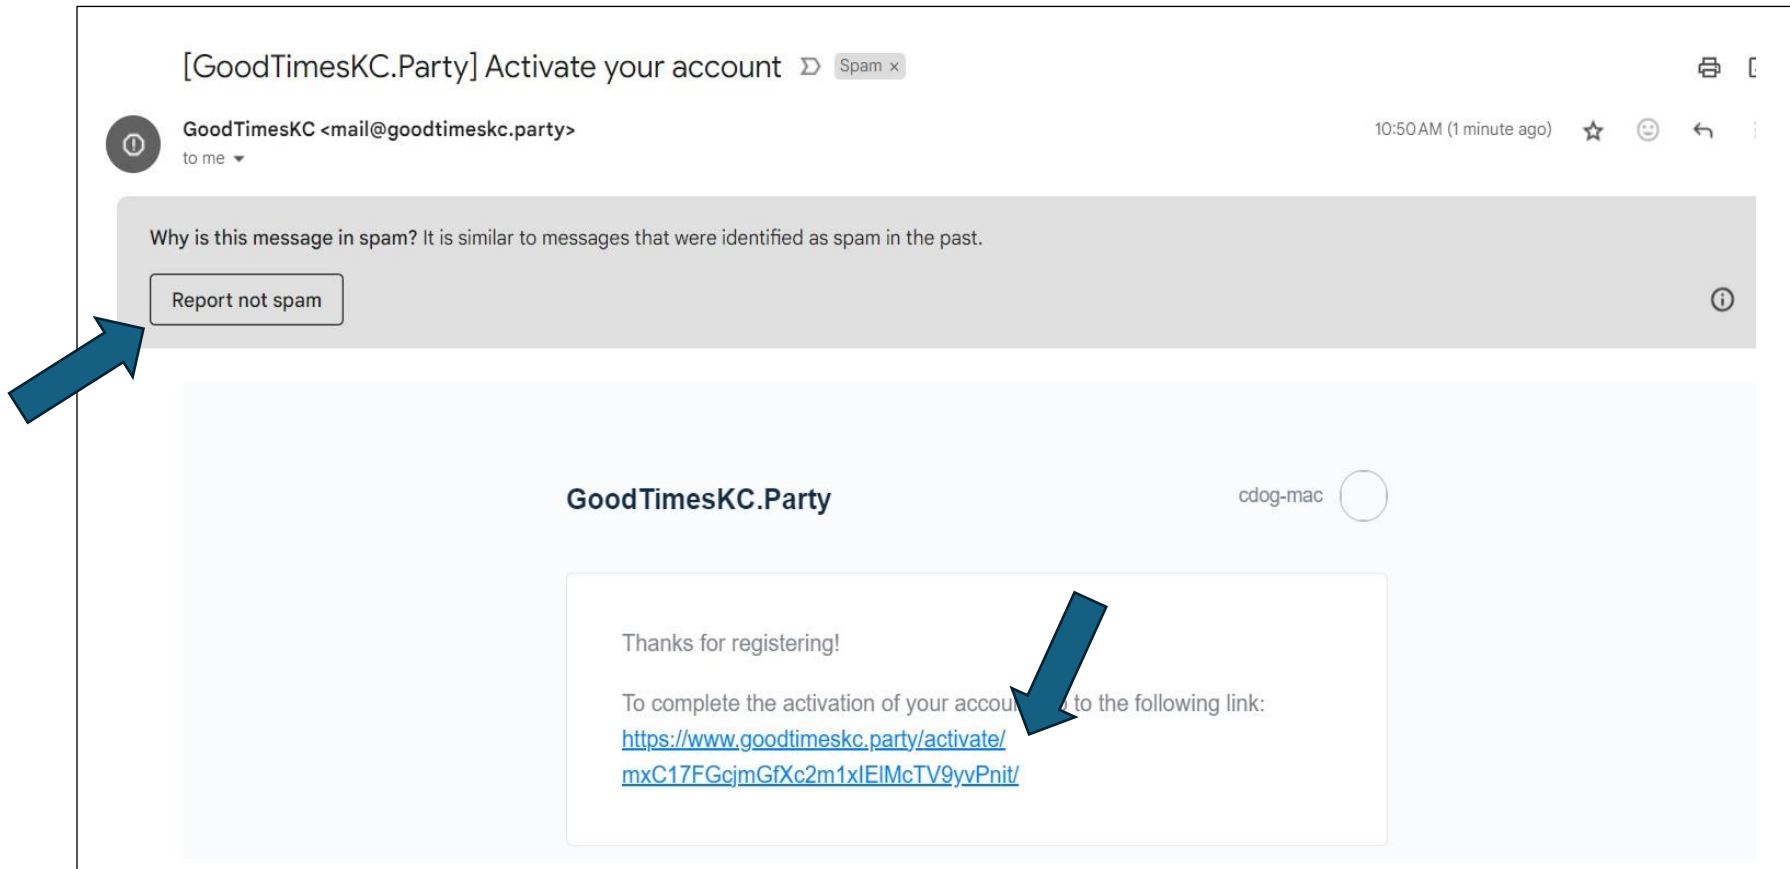 [GoodTimesKC.Party] Activate your account Spam ×
GoodTimesKC <mail@goodtimeskc.party> 10:50 AM (1 minute ago)
to me
Why is this message in spam? It is similar to messages that were identified as spam in the past.
Report not spam
GoodTimesKC.Party cdog-mac
Thanks for registering!
To complete the activation of your to the following link:
https://www.goodtimeskc.party/activate/
mxC17FGcjmGfXc2m1xIElMcTV9yvPnit/